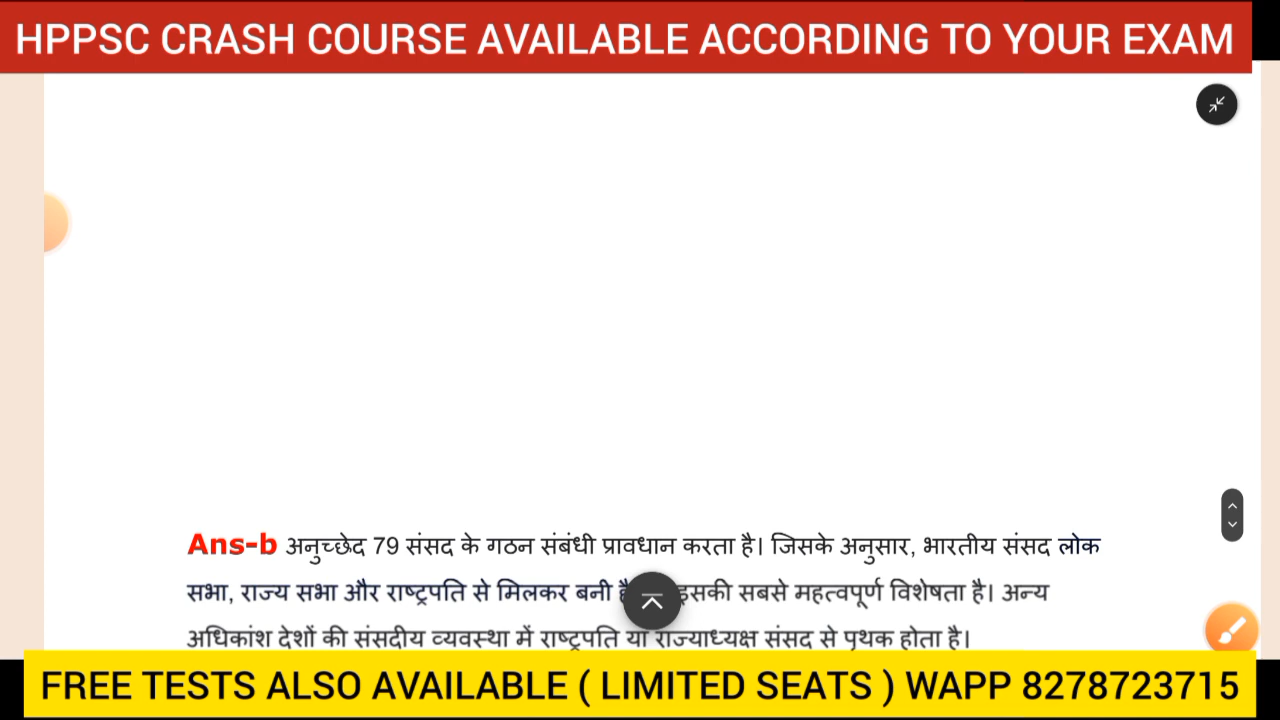 HPPSC CRASH COURSE AVAILABLE ACCORDING TO YOUR EXAM
Ans-b अनुच्छेद 79 संसद के गठन संबंधी प्रावधान करता है। जिसके अनुसार, भारतीय संसद लोक
सभा, राज्य सभा और राष्ट्रपति से मिलकर बनी सबसे महत्वपूर्ण विशेषता है। अन्य
अधिकांश देशों की संसदीय व्यवस्था में राष्ट्रपति या राज्याध्यक्ष संसद से पृथक होता है।
FREE TESTS ALSO AVAILABLE ( LIMITED SEATS ) WAPP 8278723715